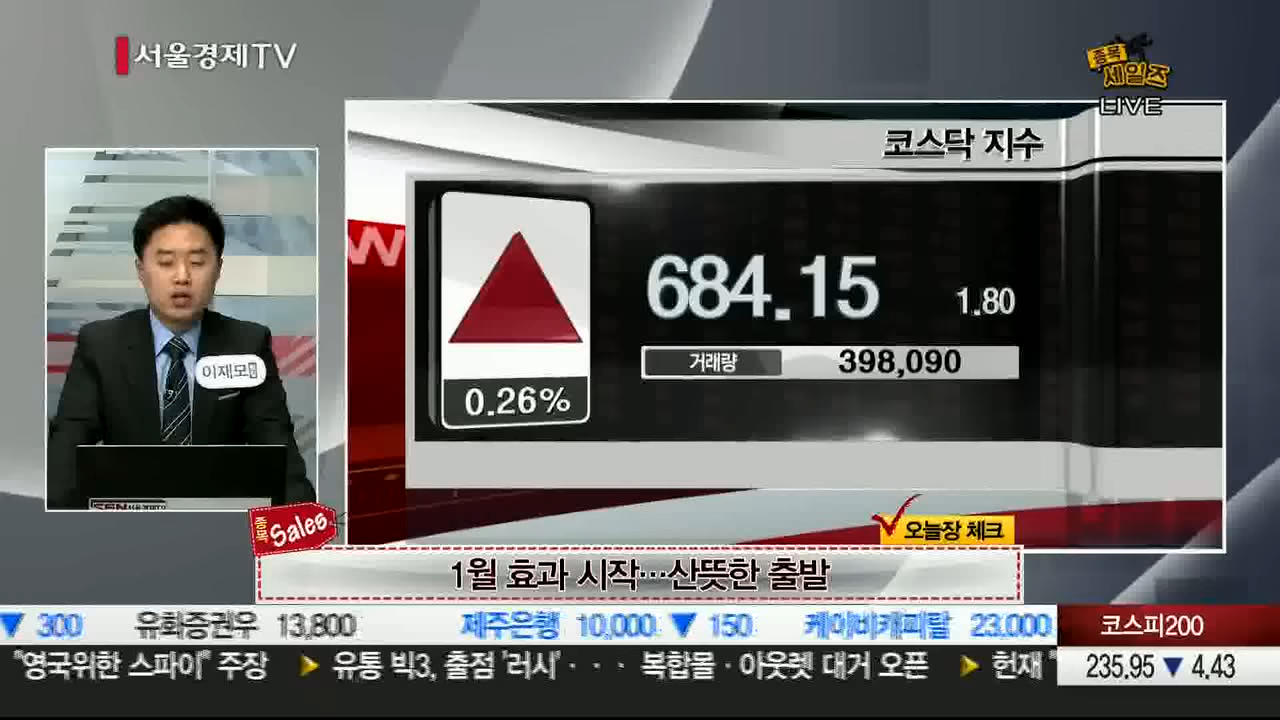 서울경제TV
종목
세일즈
LIVE
코스닥 지수
W
684.15 1.80
거래량 398,090
0.26%
이재모
종목
Sales
오늘장 체크
1월 효과 시작…산뜻한 출발
▼ 300 유화증권우 13,800 제주은행 10,000 ▼ 150 케이비캐피탈 23,000
코스피200
"영국위한 스파이" 주장 ▶ 유통 빅3, 출점 '러시'··· 복합몰·아웃렛 대거 오픈 ▶ 헌재 "
235.95 ▼ 4.43